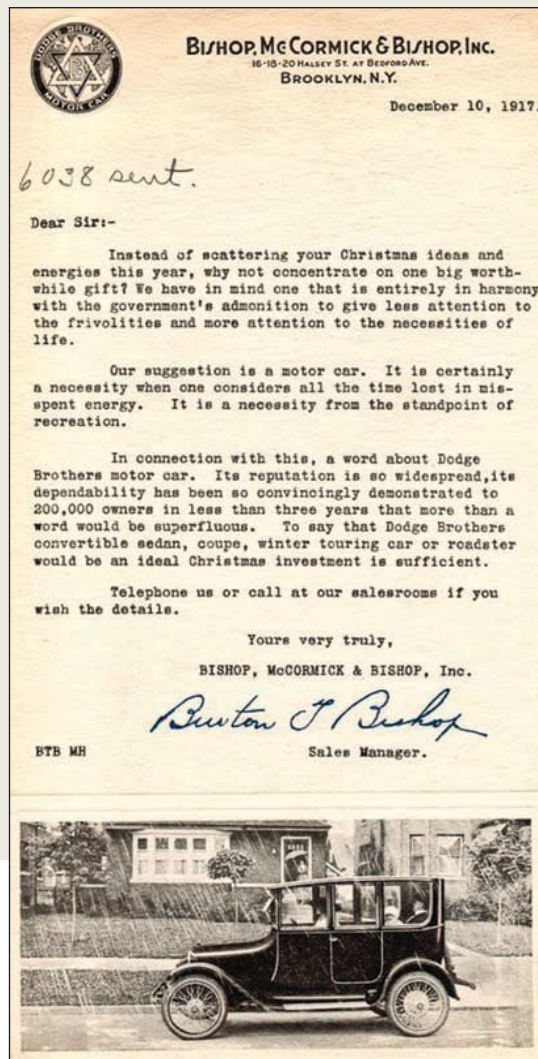 DODGE BROTHERS
MOTOR CAR
BISHOP, McCORMICK & BISHOP, INC.
16-18-20 HALSEY ST. AT BEDFORD AVE.
BROOKLYN, N.Y.
December 10, 1917.
6038 sent.
Dear Sir:-
Instead of scattering your Christmas ideas and
energies this year, why not concentrate on one big worth-
while gift? We have in mind one that is entirely in harmony
with the government's admonition to give less attention to
the frivolities and more attention to the necessities of
life.
Our suggestion is a motor car. It is certainly
a necessity when one considers all the time lost in mis-
spent energy. It is a necessity from the standpoint of
recreation.
In connection with this, a word about Dodge
Brothers motor car. Its reputation is so widespread,its
dependability has been so convincingly demonstrated to
200,000 owners in less than three years that more than a
word would be superfluous. To say that Dodge Brothers
convertible sedan, coupe, winter touring car or roadster
would be an ideal Christmas investment is sufficient.
Telephone us or call at our salesrooms if you
wish the details.
Yours very truly,
BISHOP, McCORMICK & BISHOP, Inc.
Burton T Bishop
BTB MH Sales Manager.